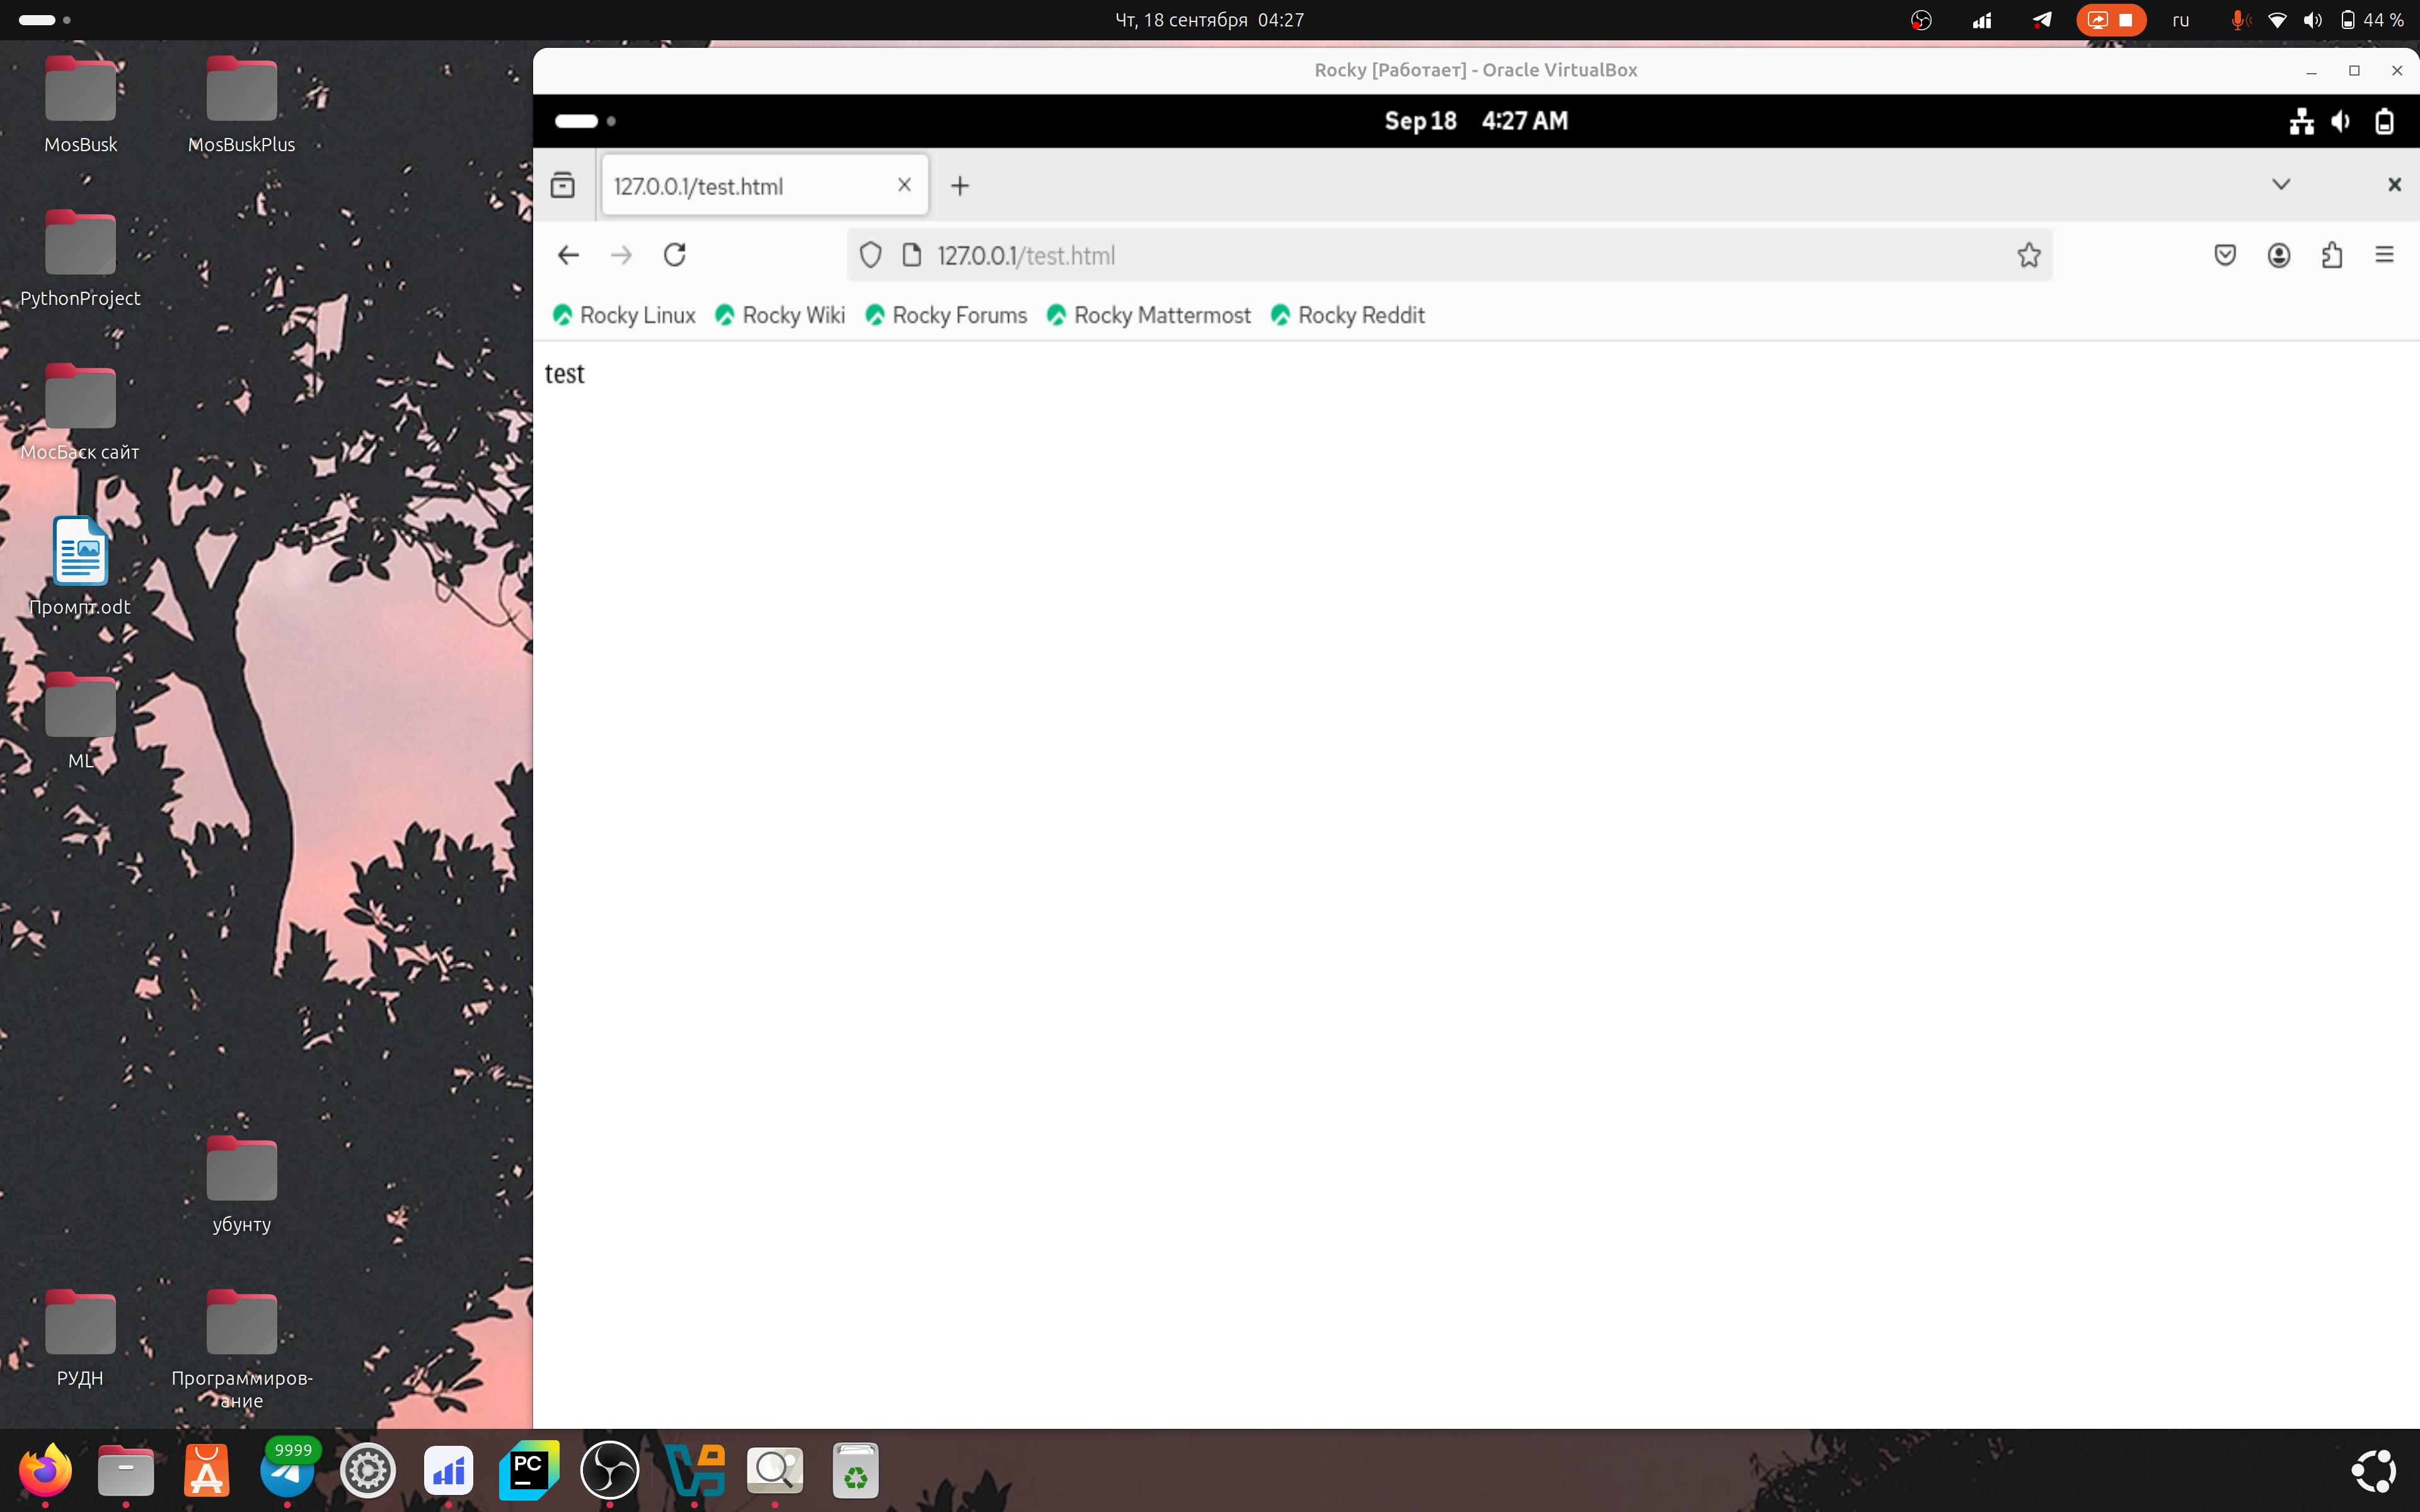 Чт, 18 сентября 04:27
ru
44 %
MosBusk
MosBuskPlus
PythonProject
МосБаск сайт
Промпт.odt
ML
убунту
РУДН
Программиров-
ание
Rocky [Работает] - Oracle VirtualBox
Sep 18 4:27 AM
127.0.0.1/test.html
127.0.0.1/test.html
Rocky Linux
Rocky Wiki
Rocky Forums
Rocky Mattermost
Rocky Reddit
test
9999
PC